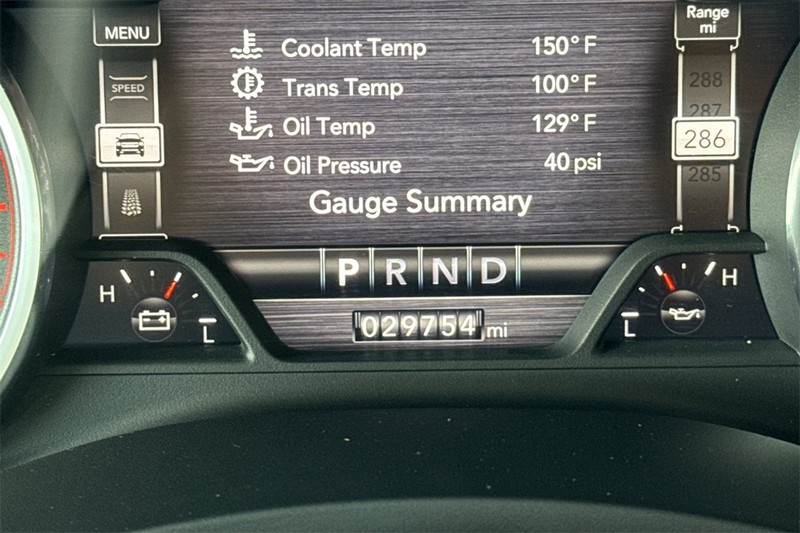 MENU
Range
mi
SPEED
Coolant Temp 150° F
Trans Temp 100° F
Oil Temp 129° F
Oil Pressure 40 psi
Gauge Summary
288
287
286
285
P R N D
H
L
029754 mi
L
H